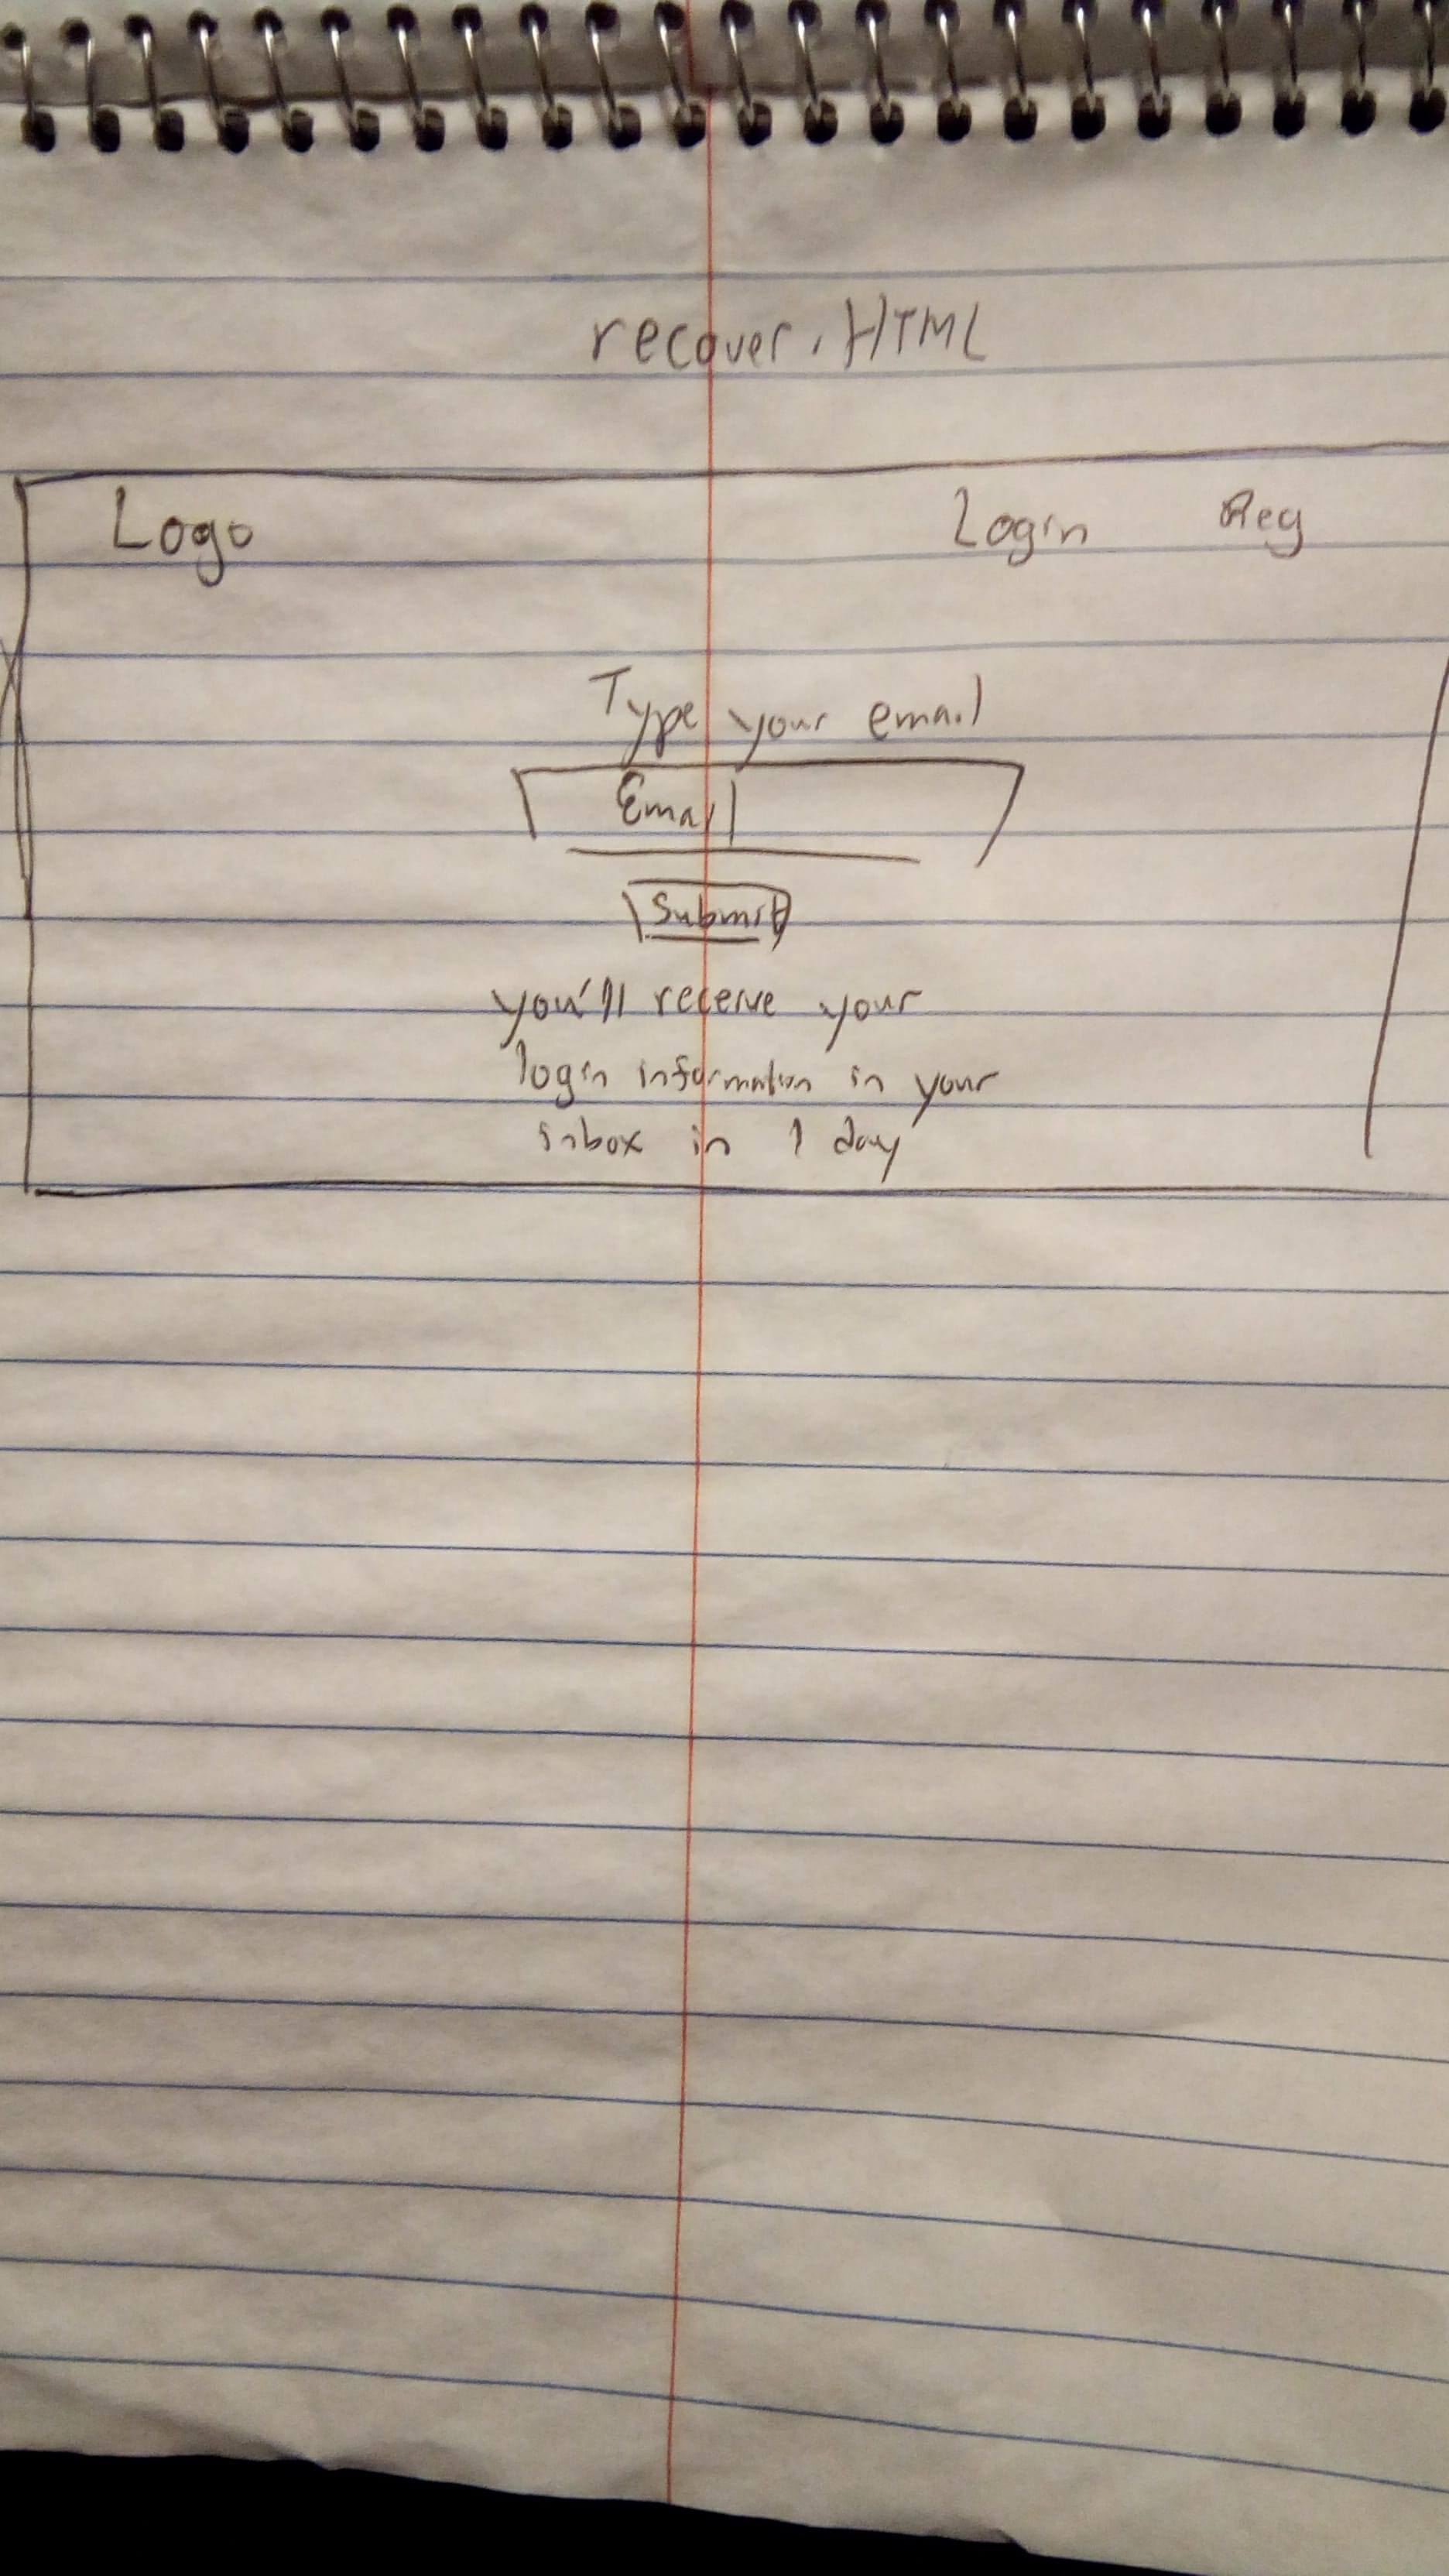 recover.HTML
Logo Login Reg
Type your email
Email
Submit
you'll receive your
login information in your
inbox in 1 day